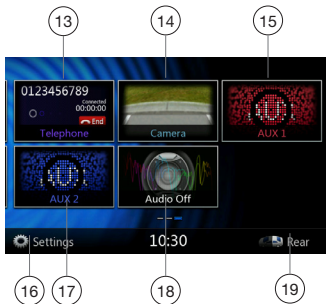 13 14 15
0123456789
Connected
00:00:00
End
Telephone Camera AUX 1
AUX 2 Audio Off
Settings 10:30 Rear
16 17 18 19